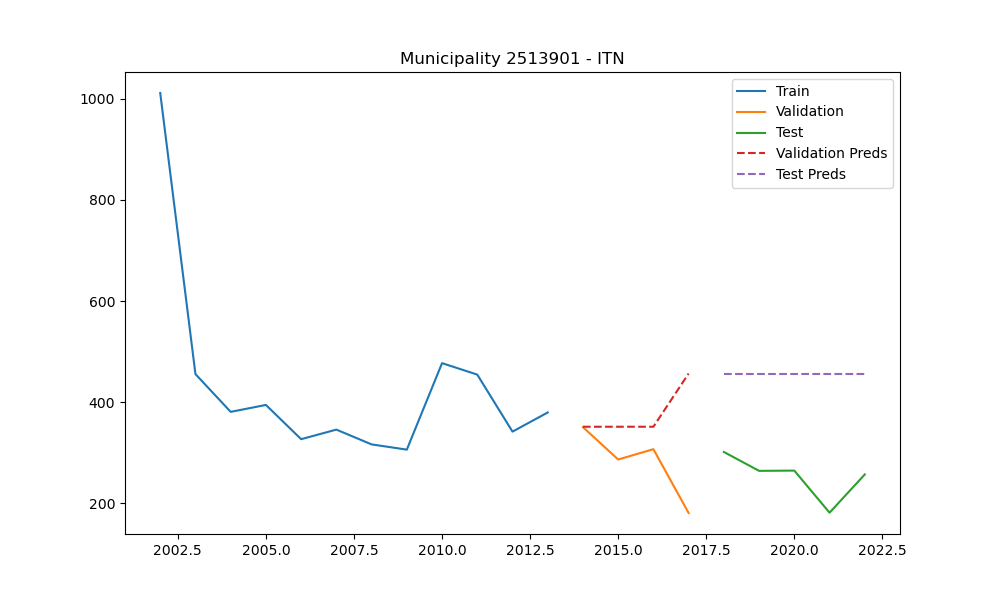 Municipality 2513901 - ITN
1000
800
600
400
200
2002.5 2005.0 2007.5 2010.0 2012.5 2015.0 2017.5 2020.0 2022.5
Train
Validation
Test
Validation Preds
Test Preds